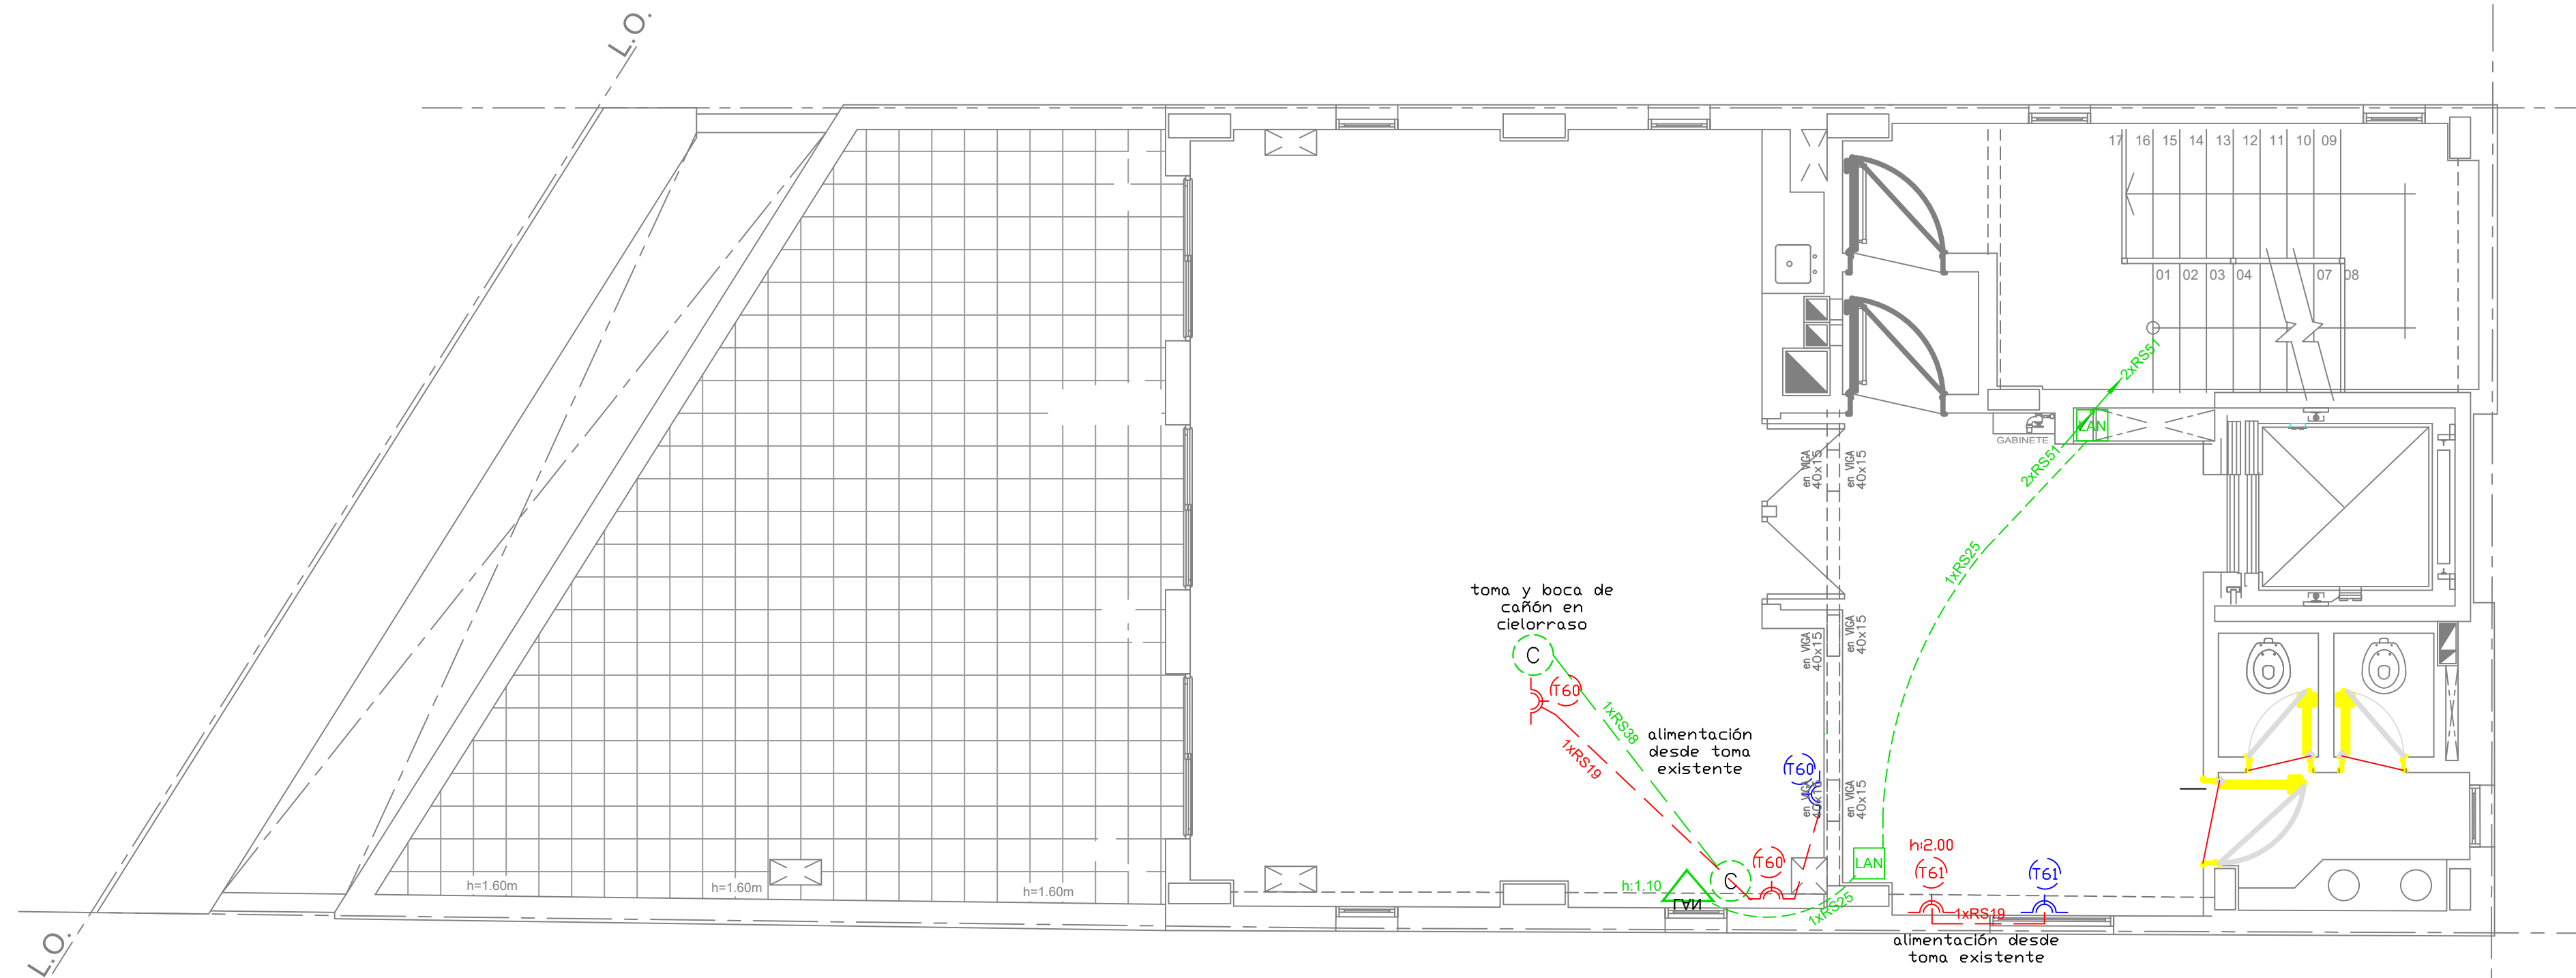 L.O.
17 16 15 14 13 12 11 10 09
01 02 03 04 07 08
2xRS51
GABINETE
LAN
2xRS51
en VIGA
40x15
en VIGA
40x15
1xRS25
toma y boca de
cañón en
cielorraso
C
en VIGA
40x15
en VIGA
40x15
T60
1xRS38
1xRS19
alimentación
desde toma
existente
T60
en VIGA
40x15
en VIGA
40x15
h:2.00
T60
LAN
T61
T61
C
h:1.10
LAN
1xRS25
1xRS19
h=1.60m
h=1.60m
h=1.60m
L.O.
alimentación desde
toma existente